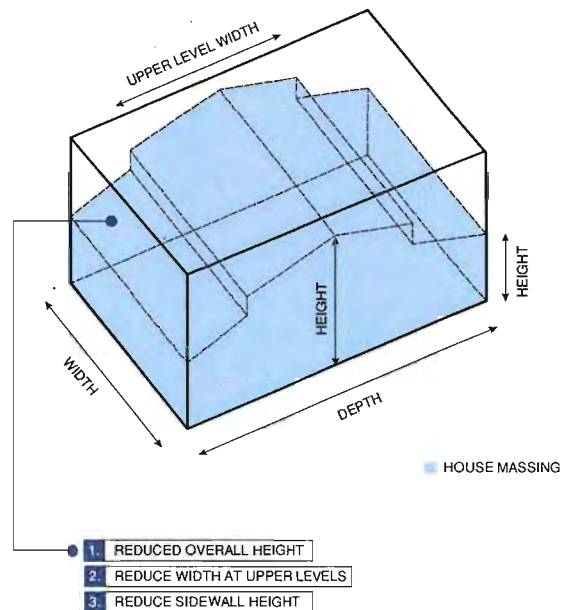 UPPER LEVEL WIDTH
HEIGHT
HEIGHT
WIDTH
DEPTH
HOUSE MASSING
1. REDUCED OVERALL HEIGHT
2. REDUCE WIDTH AT UPPER LEVELS
3. REDUCE SIDEWALL HEIGHT